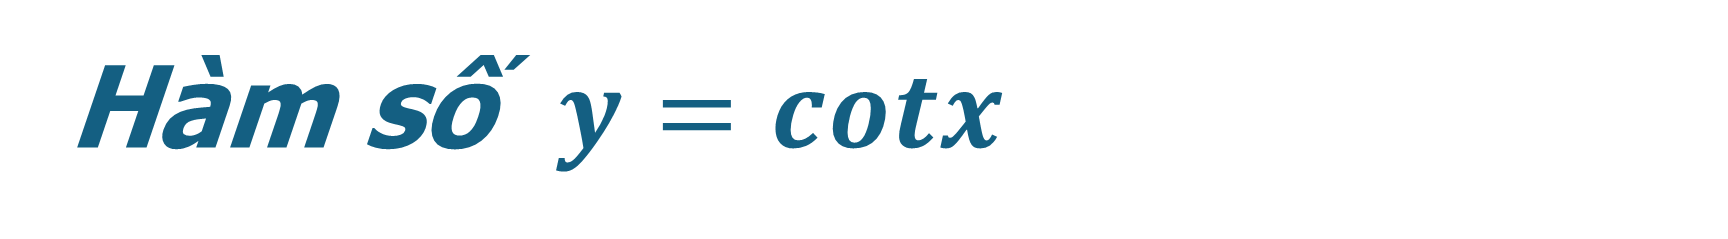 Hàm số y = cotx